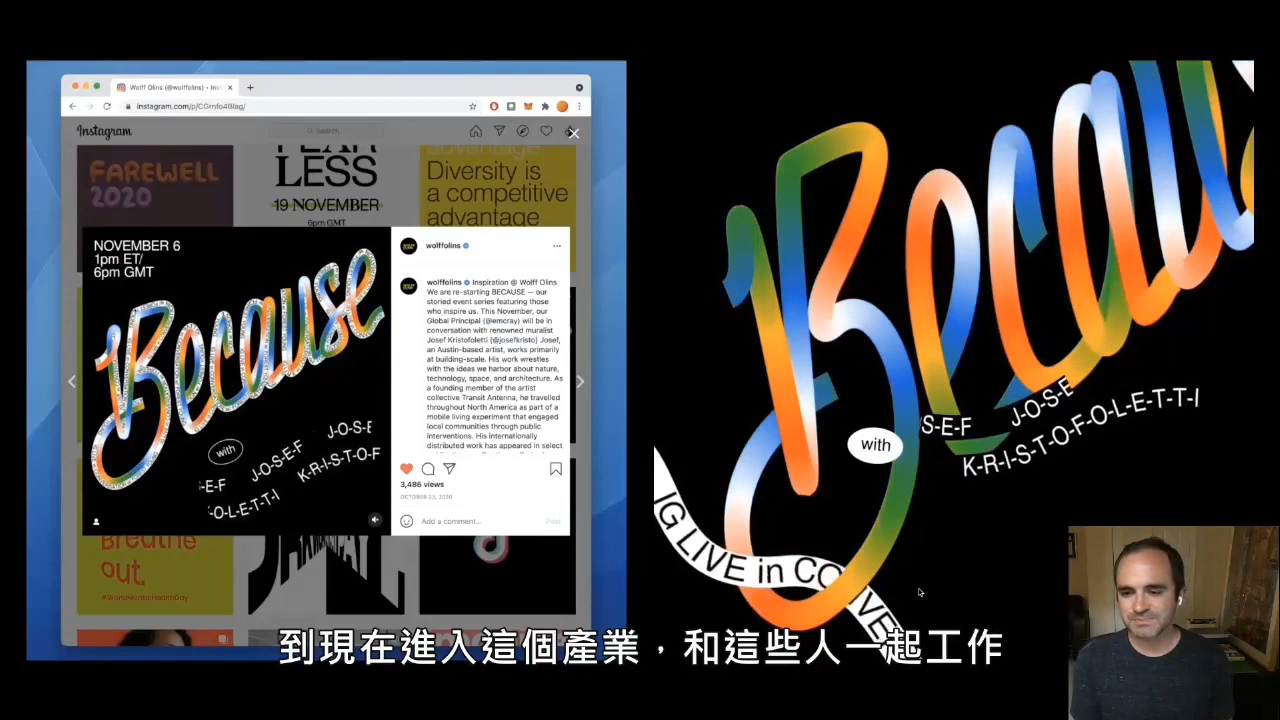 Wolff Olins (@wolffolins) • Ins
instagram.com/p/CGrnfo4Blag/
Instagram
Search
FAREWELL
2020
FEAR
LESS
19 NOVEMBER
6pm GMT
advantage
Diversity is
a competitive
advantage
NOVEMBER 6
1pm ET/
6pm GMT
Because
with
J-O-S-E-F
J-O-S-E
K-R-I-S-T-O-F
-E-F
-O-L-E-T-T-I
wolffolins
wolffolins Inspiration @ Wolff Olins
We are re-starting BECAUSE — our
storied event series featuring those
who inspire us. This November, our
Global Principal (@emcray) will be in
conversation with renowned muralist
Josef Kristofoletti (@josefkristo) Josef,
an Austin-based artist, works primarily
at building-scale. His work wrestles
with the ideas we harbor about nature,
technology, space, and architecture. As
a founding member of the artist
collective Transit Antenna, he travelled
throughout North America as part of a
mobile living experiment that engaged
local communities through public
interventions. His internationally
distributed work has appeared in select
3,486 views
OCTOBER 23, 2020
Add a comment...
Post
Breathe
out.
#WorldMentalHealthDay
Becau
with
S-E-F
J-O-S-E
K-R-I-S-T-O-F-O-L-E-T-T-I
IG LIVE in CO
VE
到現在進入這個產業，和這些人一起工作